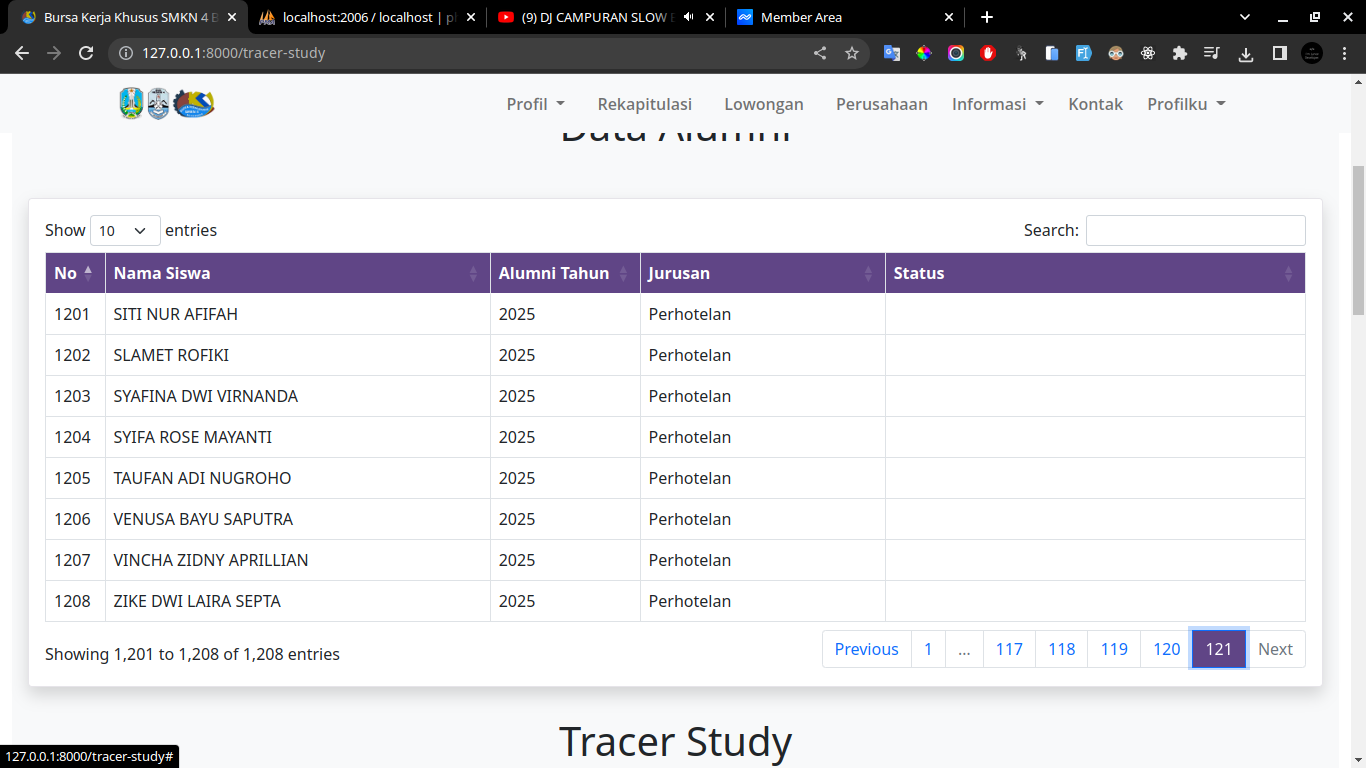 Bursa Kerja Khusus SMKN 4 B
localhost:2006 / localhost | p
(9) DJ CAMPURAN SLOW
Member Area
127.0.0.1:8000/tracer-study
Profil Rekapitulasi Lowongan Perusahaan Informasi Kontak Profilku
Data Alumni
Show 10 entries Search:
No Nama Siswa Alumni Tahun Jurusan Status
1201 SITI NUR AFIFAH 2025 Perhotelan
1202 SLAMET ROFIKI 2025 Perhotelan
1203 SYAFINA DWI VIRNANDA 2025 Perhotelan
1204 SYIFA ROSE MAYANTI 2025 Perhotelan
1205 TAUFAN ADI NUGROHO 2025 Perhotelan
1206 VENUSA BAYU SAPUTRA 2025 Perhotelan
1207 VINCHA ZIDNY APRILLIAN 2025 Perhotelan
1208 ZIKE DWI LAIRA SEPTA 2025 Perhotelan
Showing 1,201 to 1,208 of 1,208 entries Previous 1 ... 117 118 119 120 121 Next
Tracer Study
127.0.0.1:8000/tracer-study#